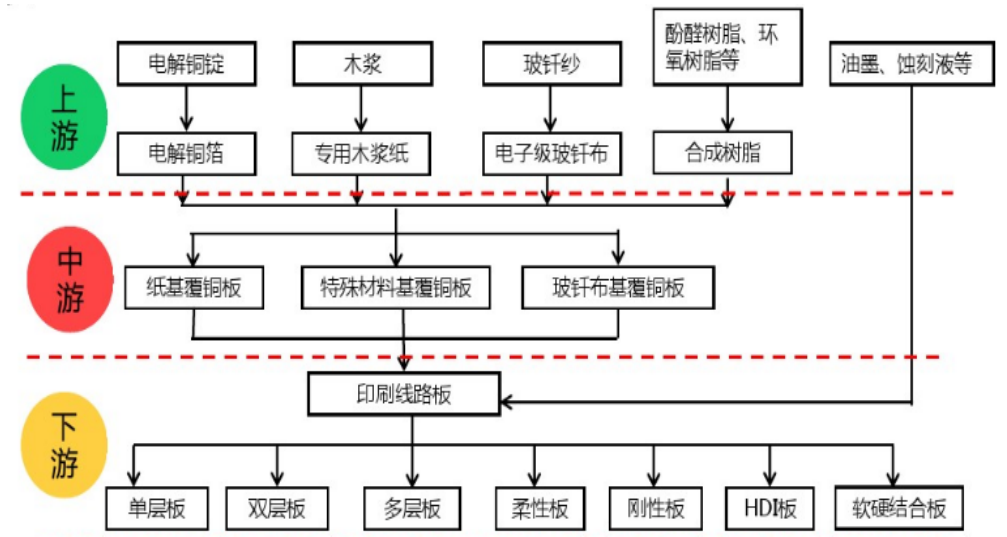 电解铜锭
木浆
玻钎纱
酚醛树脂、环
氧树脂等
油墨、蚀刻液等
上
游
电解铜箔
专用木浆纸
电子级玻钎布
合成树脂
中
游
纸基覆铜板
特殊材料基覆铜板
玻钎布基覆铜板
印刷线路板
下
游
单层板
双层板
多层板
柔性板
刚性板
HDI板
软硬结合板